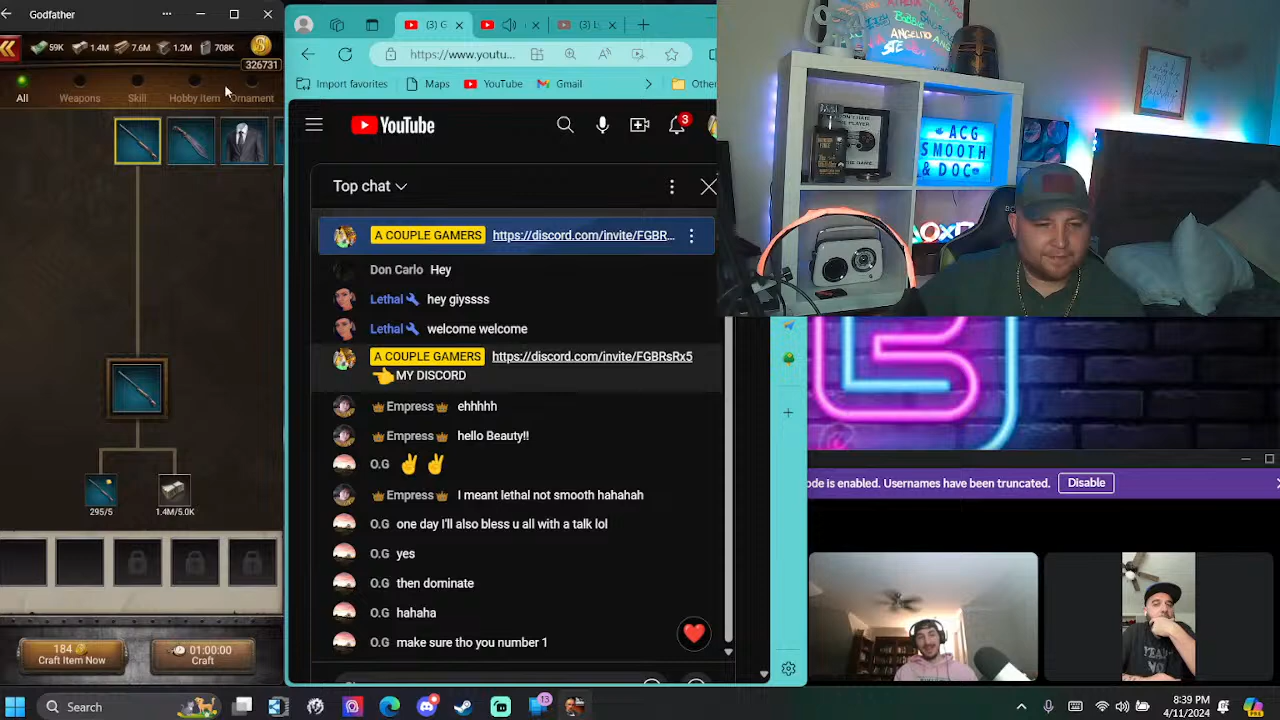 Godfather
59K 1.4M 7.6M 1.2M 708K
326731
All Weapons Skill Hobby Item Ornament
295/5 1.4M/5.0K
184
Craft Item Now
01:00:00
Craft
(3) G
(3) L
https://www.youtu...
Import favorites Maps YouTube Gmail Other
YouTube
3
Top chat
A COUPLE GAMERS https://discord.com/invite/FGBR...
Don Carlo Hey
Lethal hey giyssss
Lethal welcome welcome
A COUPLE GAMERS https://discord.com/invite/FGBRsRx5
👈MY DISCORD
👑Empress👑 ehhhhh
👑Empress👑 hello Beauty!!
O.G ✌✌
👑Empress👑 I meant lethal not smooth hahahah
O.G one day I'll also bless u all with a talk lol
O.G yes
O.G then dominate
O.G hahaha
O.G make sure tho you number 1
ACG
SMOOTH
& DOC
ode is enabled. Usernames have been truncated. Disable
Search
13
8:39 PM
4/11/2024